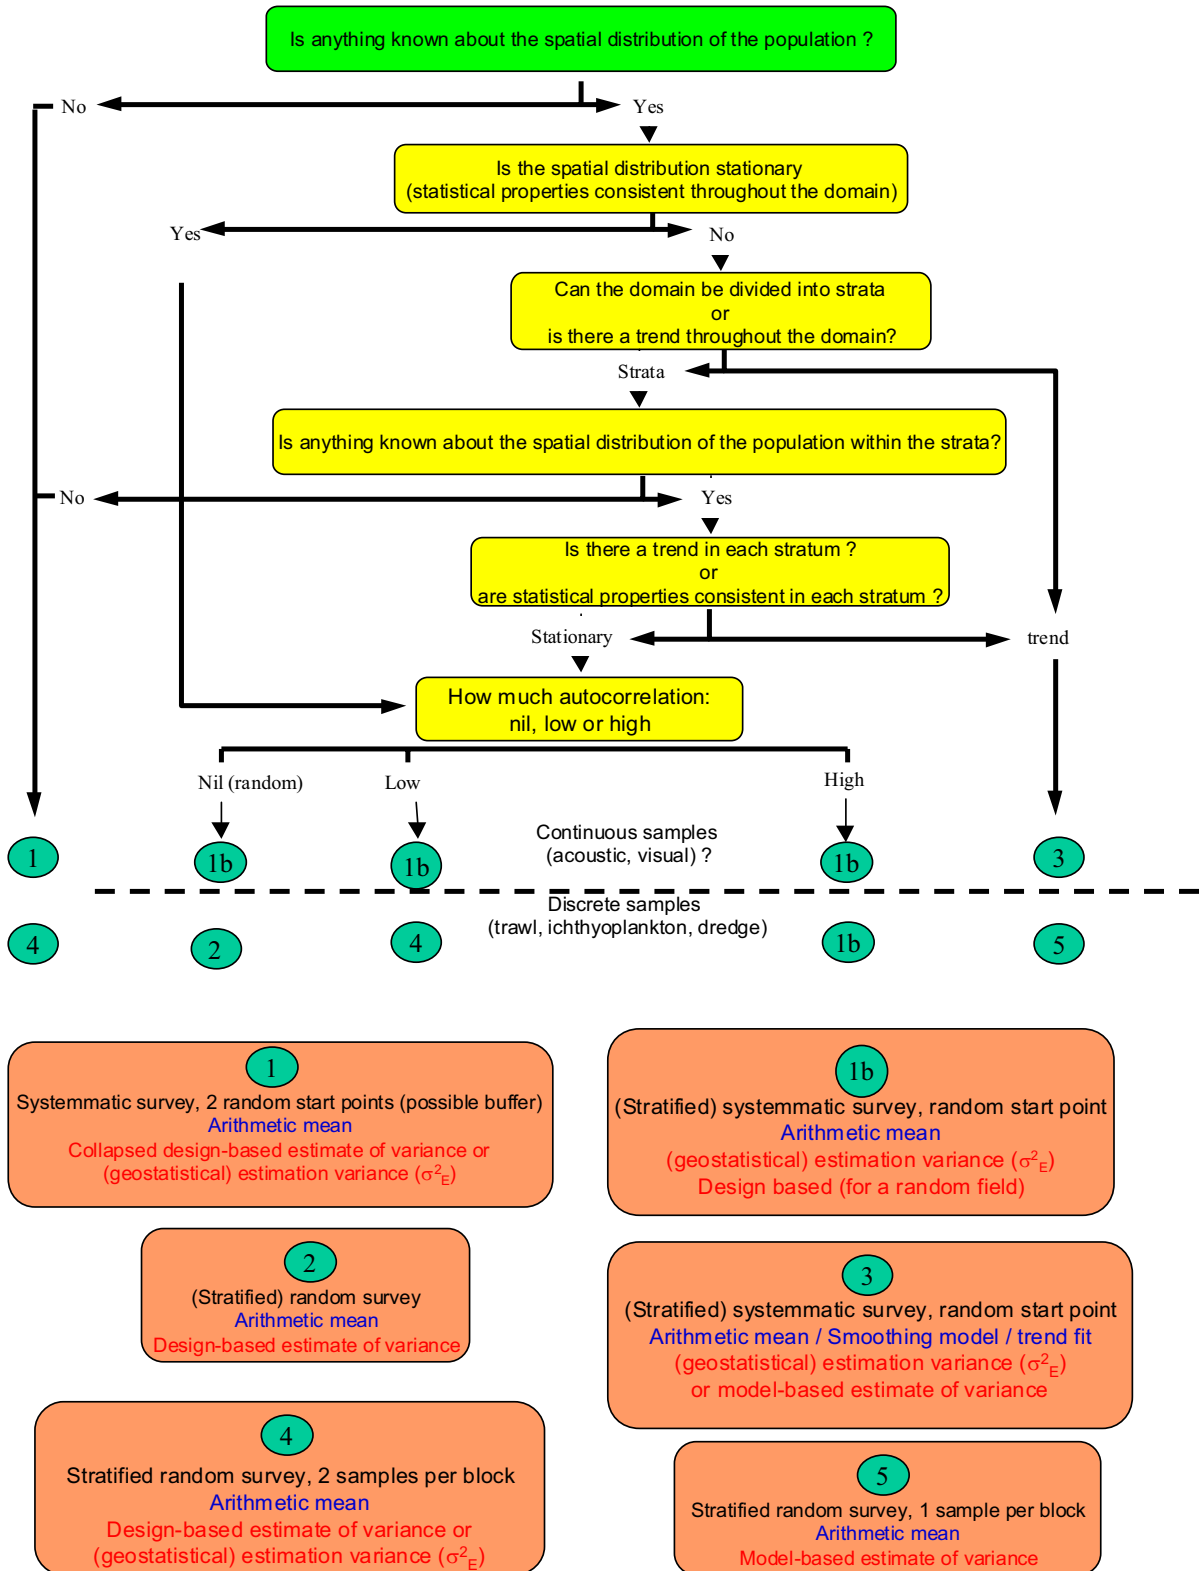 Is anything known about the spatial distribution of the population ?
No
Yes
Is the spatial distribution stationary
(statistical properties consistent throughout the domain)
Yes
No
Can the domain be divided into strata
or
is there a trend throughout the domain?
Strata
Is anything known about the spatial distribution of the population within the strata?
No
Yes
Is there a trend in each stratum ?
or
are statistical properties consistent in each stratum ?
Stationary
trend
How much autocorrelation:
nil, low or high
Nil (random)
Low
High
Continuous samples
(acoustic, visual) ?
1
1b
1b
1b
3
Discrete samples
(trawl, ichthyoplankton, dredge)
4
2
4
1b
5
1
Systemmatic survey, 2 random start points (possible buffer)
Arithmetic mean
Collapsed design-based estimate of variance or
(geostatistical) estimation variance (σ²E)
1b
(Stratified) systemmatic survey, random start point
Arithmetic mean
(geostatistical) estimation variance (σ²E)
Design based (for a random field)
2
(Stratified) random survey
Arithmetic mean
Design-based estimate of variance
3
(Stratified) systemmatic survey, random start point
Arithmetic mean / Smoothing model / trend fit
(geostatistical) estimation variance (σ²E)
or model-based estimate of variance
4
Stratified random survey, 2 samples per block
Arithmetic mean
Design-based estimate of variance or
(geostatistical) estimation variance (σ²E)
5
Stratified random survey, 1 sample per block
Arithmetic mean
Model-based estimate of variance